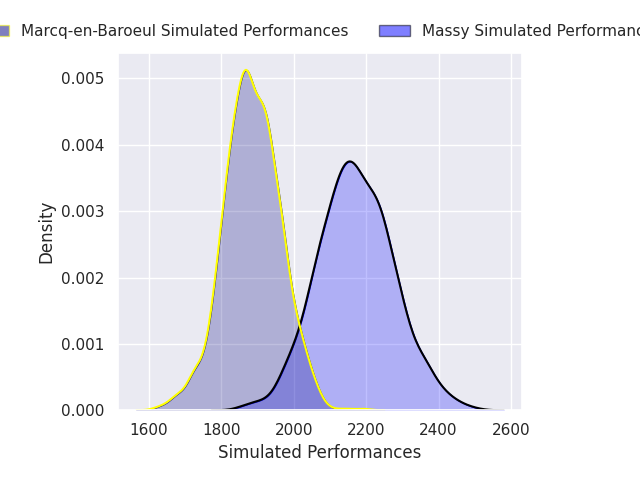 Marcq-en-Baroeul Simulated Performances
Massy Simulated
0.005
0.004
0.003
0.002
0.001
0.000
Density
1600 1800 2000 2200 2400 2600
Simulated Performances